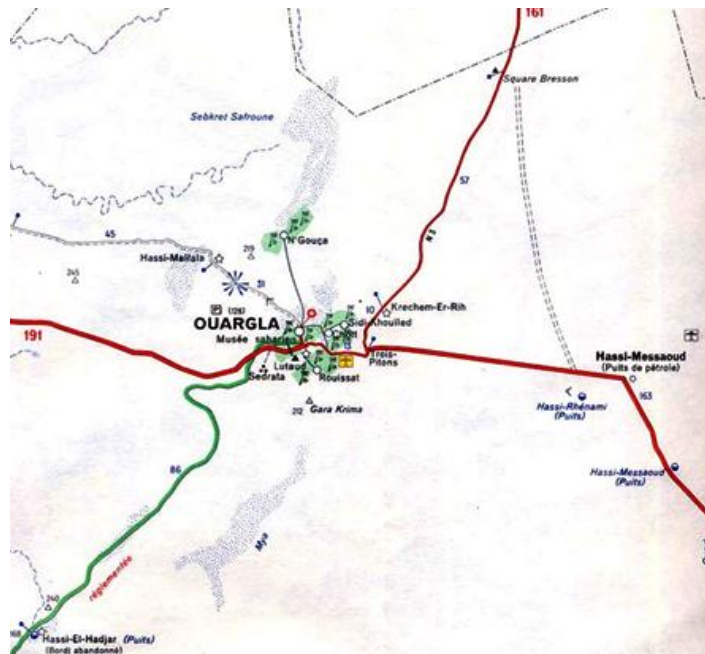 161
Square Bresson
Sebkret Safroune
57
N 3
45
N'Gouça
219
Hassi-Mellala
245
31
10
Krechem-Er-Rih
(128)
OUARGLA
Sidi-Khouiled
191
Musée saharien
Trois-
Pitons
Hassi-Messaoud
(Puits de pétrole)
Lutaud
Sedrata
Rouissat
163
212
Gara Krima
Hassi-Rhénami
(Puits)
86
Hassi-Messaoud
(Puits)
Mya
réglementée
240
168
Hassi-El-Hadjar (Puits)
(Bordj abandonné)